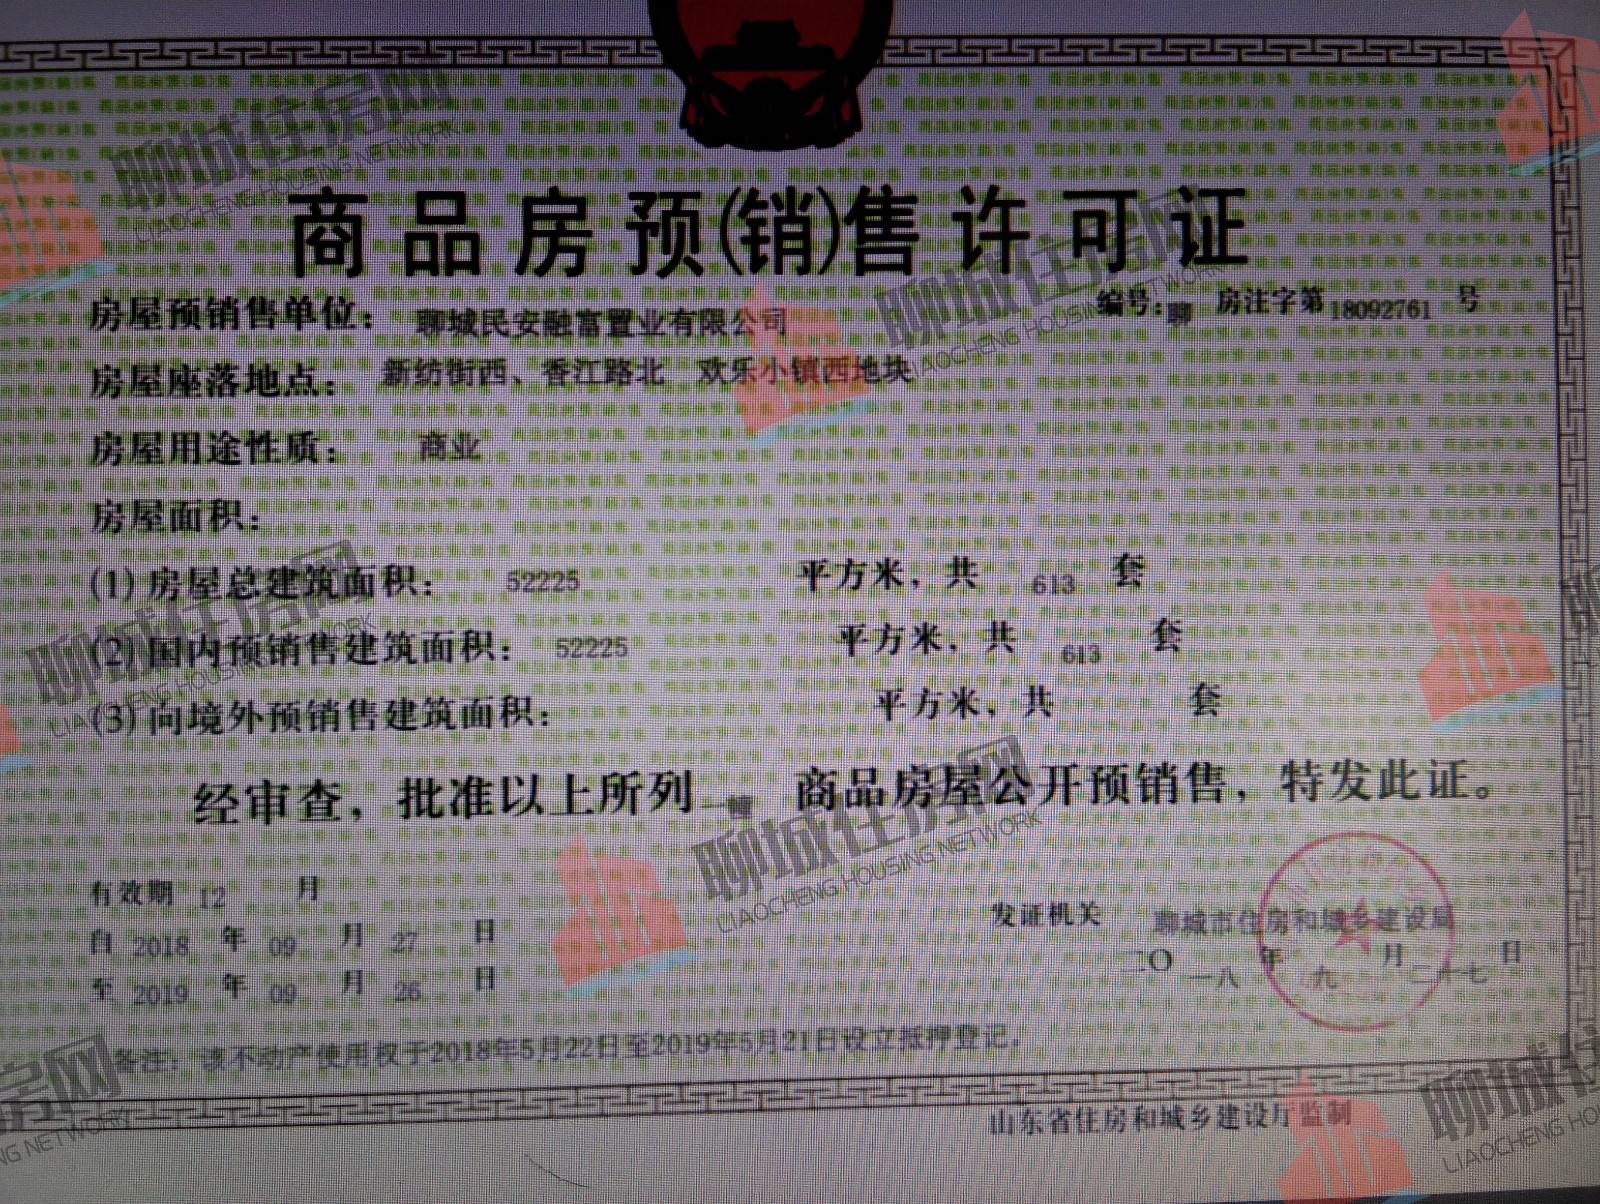 商品房预(销)售许可证
编号:聊 房注字第 18092761 号
房屋预销售单位: 聊城民安融富置业有限公司
房屋座落地点: 新纺街西、香江路北 欢乐小镇西地块
房屋用途性质: 商业
房屋面积:
(1)房屋总建筑面积: 52225 平方米,共 613 套
(2)国内预销售建筑面积: 52225 平方米,共 613 套
(3)向境外预销售建筑面积: 平方米,共 套
经审查,批准以上所列 一幢 商品房屋公开预销售,特发此证。
有效期 12 月
自 2018 年 09 月 27 日
至 2019 年 09 月 26 日
发证机关 聊城市住房和城乡建设局
二〇一八 年 九 月 二十七 日
备注:该不动产使用权于2018年5月22日至2019年5月21日设立抵押登记。
山东省住房和城乡建设厅监制
聊城住房网
LIAOCHENG HOUSING NETWORK